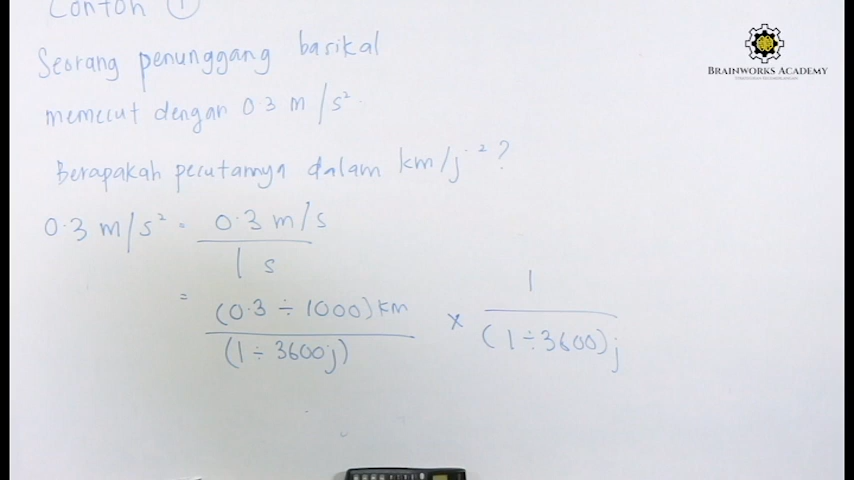 Contoh ①
Seorang penunggang basikal
memecut dengan 0.3 m/s².
Berapakah pecutannya dalam km/j²?
0.3 m/s² = 0.3 m/s
1 s
= (0.3 ÷ 1000) km × 1
(1 ÷ 3600j) (1÷3600)j
BRAINWORKS ACADEMY